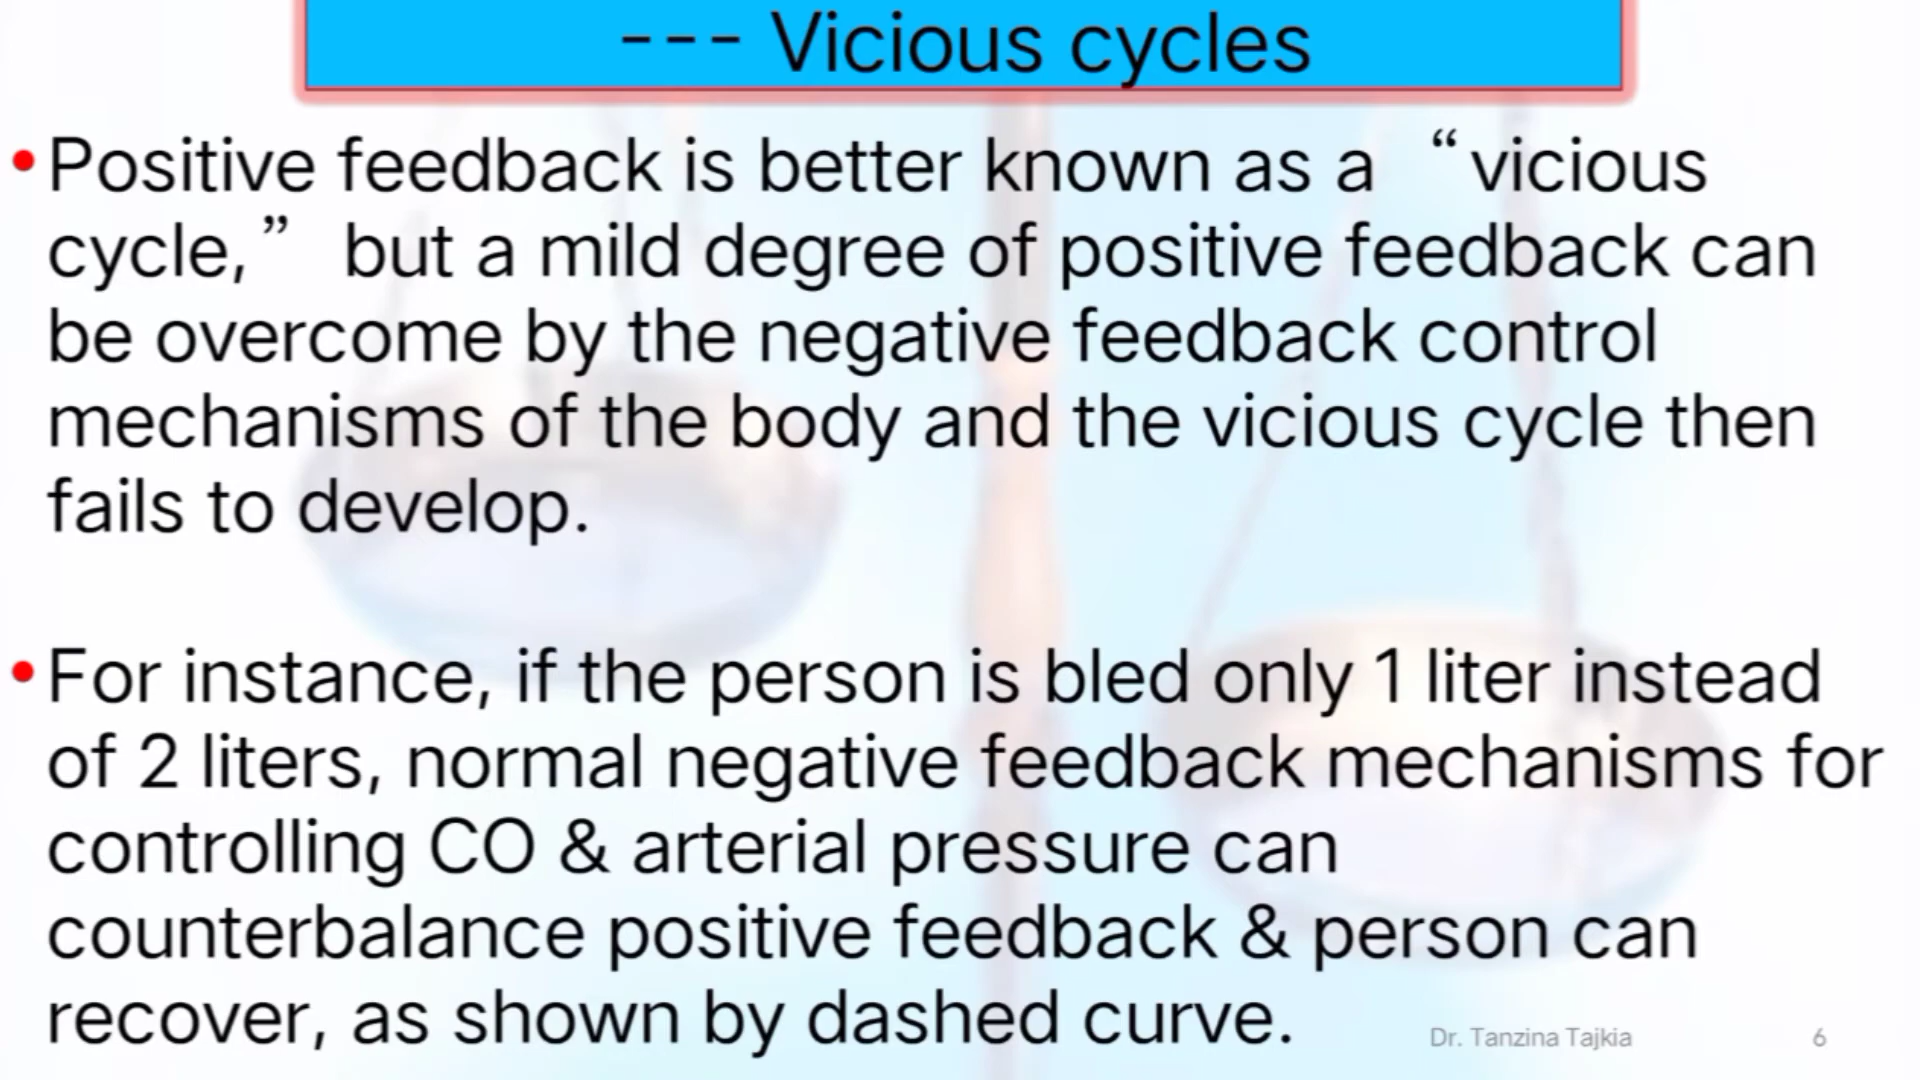 --- Vicious cycles
• Positive feedback is better known as a “vicious
cycle,” but a mild degree of positive feedback can
be overcome by the negative feedback control
mechanisms of the body and the vicious cycle then
fails to develop.
• For instance, if the person is bled only 1 liter instead
of 2 liters, normal negative feedback mechanisms for
controlling CO & arterial pressure can
counterbalance positive feedback & person can
recover, as shown by dashed curve.
Dr. Tanzina Tajkia 6